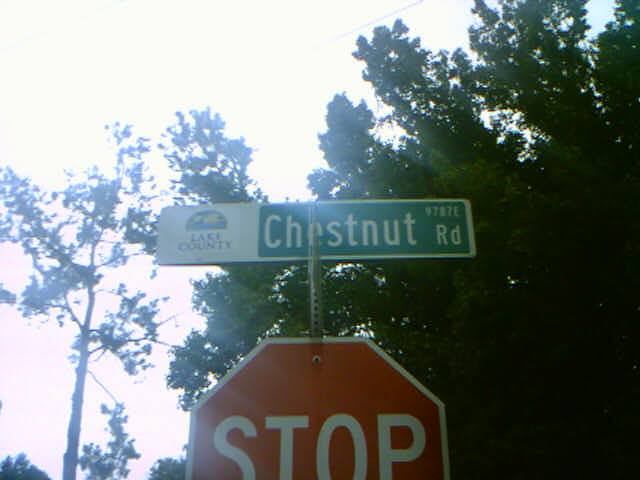 LAKE
COUNTY
Chestnut Rd
9787E
STOP